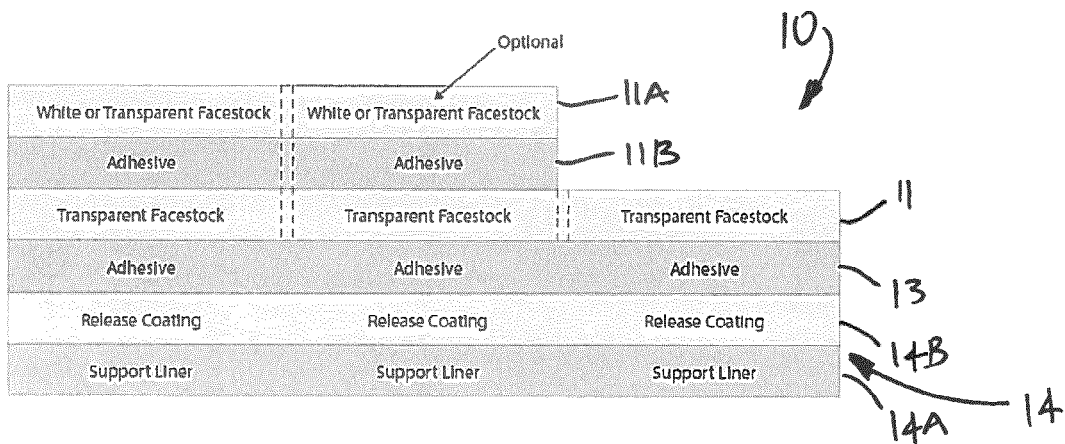 10
Optional
White or Transparent Facestock White or Transparent Facestock 11A
Adhesive Adhesive 11B
Transparent Facestock Transparent Facestock Transparent Facestock 11
Adhesive Adhesive Adhesive 13
Release Coating Release Coating Release Coating 14B
Support Liner Support Liner Support Liner 14A
14